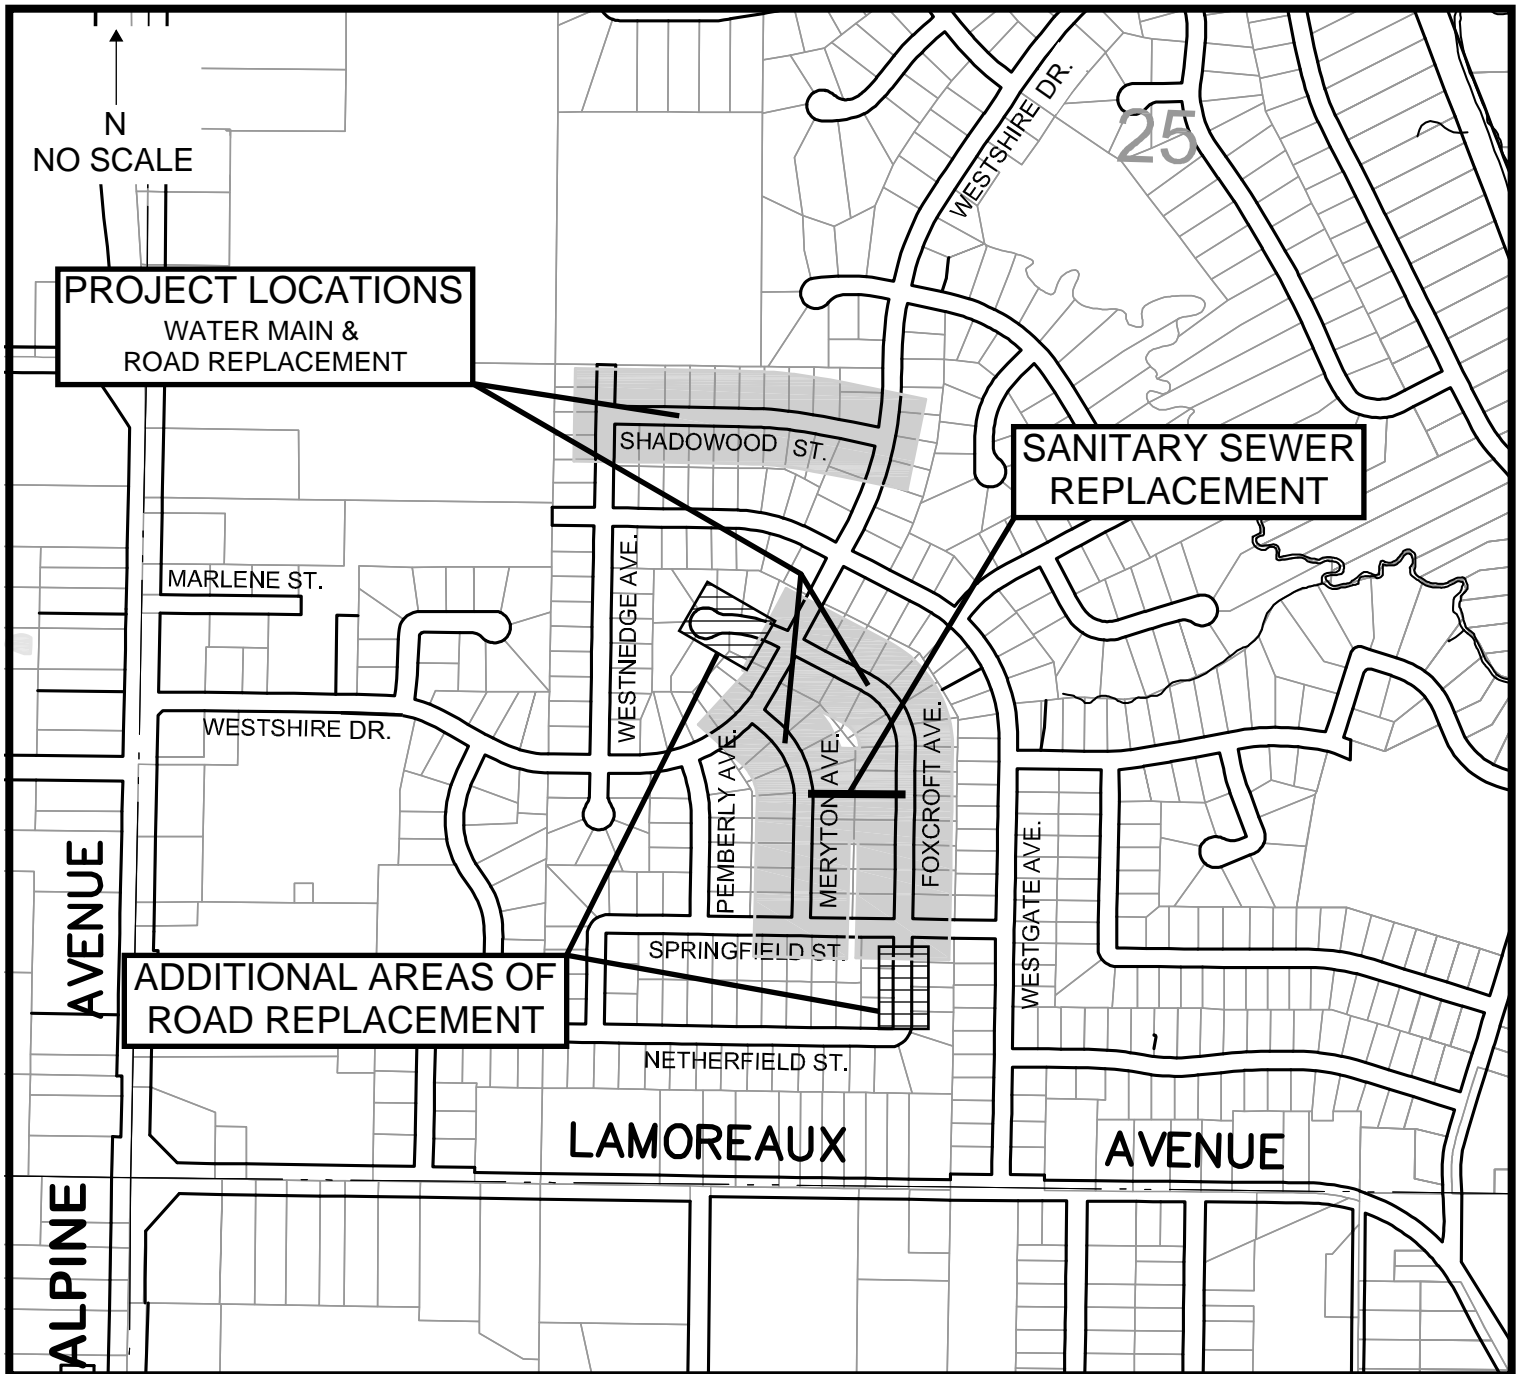 N
NO SCALE
WESTSHIRE DR.
25
PROJECT LOCATIONS
WATER MAIN &
ROAD REPLACEMENT
SHADOWOOD ST.
SANITARY SEWER
REPLACEMENT
MARLENE ST.
WESTNEDGE AVE.
WESTSHIRE DR.
PEMBERLY AVE.
MERYTON AVE.
FOXCROFT AVE.
WESTGATE AVE.
SPRINGFIELD ST.
ADDITIONAL AREAS OF
ROAD REPLACEMENT
NETHERFIELD ST.
LAMOREAUX AVENUE
ALPINE AVENUE